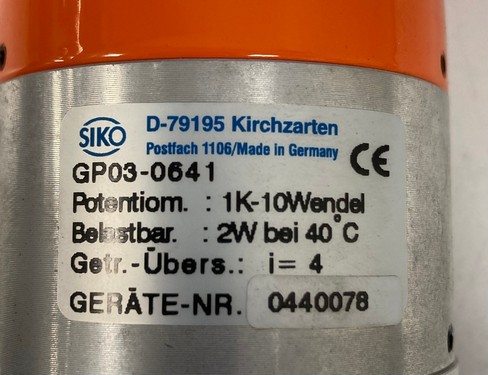 SIKO D-79195 Kirchzarten
Postfach 1106/Made in Germany CE
GP03-0641
Potentiom. : 1K-10Wendel
Belastbar. : 2W bei 40°C
Getr.-Übers.: i= 4
GERÄTE-NR. 0440078